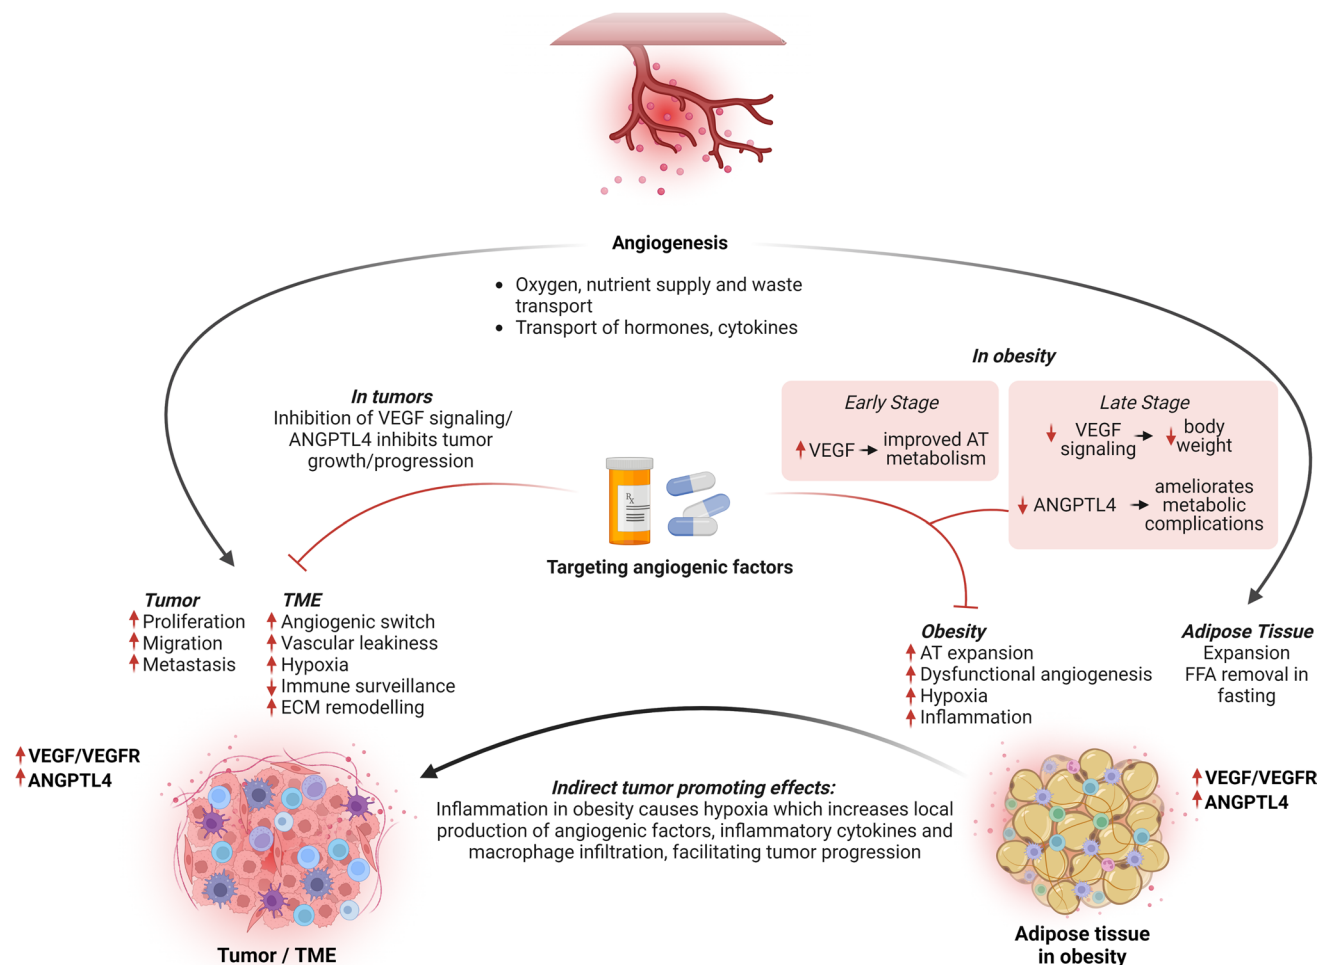 Angiogenesis
• Oxygen, nutrient supply and waste
transport
• Transport of hormones, cytokines
In tumors
Inhibition of VEGF signaling/
ANGPTL4 inhibits tumor
growth/progression
In obesity
Early Stage
↑ VEGF → improved AT
metabolism
Late Stage
↓ VEGF
signaling → ↓ body
weight
↓ ANGPTL4 → ameliorates
metabolic
complications
Rx
Targeting angiogenic factors
Tumor
↑ Proliferation
↑ Migration
↑ Metastasis
TME
↑ Angiogenic switch
↑ Vascular leakiness
↑ Hypoxia
↓ Immune surveillance
↑ ECM remodelling
Obesity
↑ AT expansion
↑ Dysfunctional angiogenesis
↑ Hypoxia
↑ Inflammation
Adipose Tissue
Expansion
FFA removal in
fasting
↑ VEGF/VEGFR
↑ ANGPTL4
Indirect tumor promoting effects:
Inflammation in obesity causes hypoxia which increases local
production of angiogenic factors, inflammatory cytokines and
macrophage infiltration, facilitating tumor progression
↑ VEGF/VEGFR
↑ ANGPTL4
Tumor / TME
Adipose tissue
in obesity